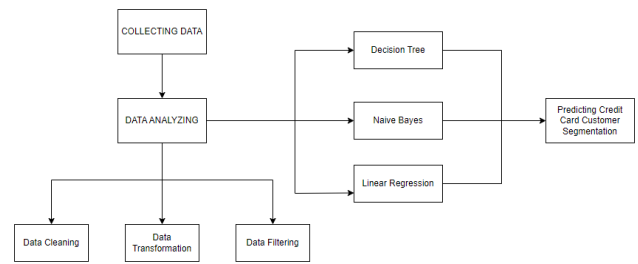 COLLECTING DATA
Decision Tree
DATA ANALYZING
Naive Bayes
Predicting Credit
Card Customer
Segmentation
Linear Regression
Data Cleaning
Data
Transformation
Data Filtering